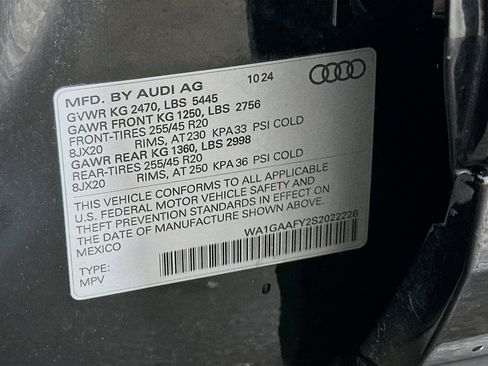 MFD. BY AUDI AG 10 24
GVWR KG 2470, LBS 5445
GAWR FRONT KG 1250, LBS 2756
FRONT-TIRES 255/45 R20
8JX20 RIMS, AT 230 KPA 33 PSI COLD
GAWR REAR KG 1360, LBS 2998
REAR-TIRES 255/45 R20
8JX20 RIMS, AT 250 KPA 36 PSI COLD
THIS VEHICLE CONFORMS TO ALL APPLICABLE
U.S. FEDERAL MOTOR VEHICLE SAFETY AND
THEFT PREVENTION STANDARDS IN EFFECT ON
THE DATE OF MANUFACTURE SHOWN ABOVE.
MEXICO
WA1GAAFY2S2022226
TYPE:
MPV